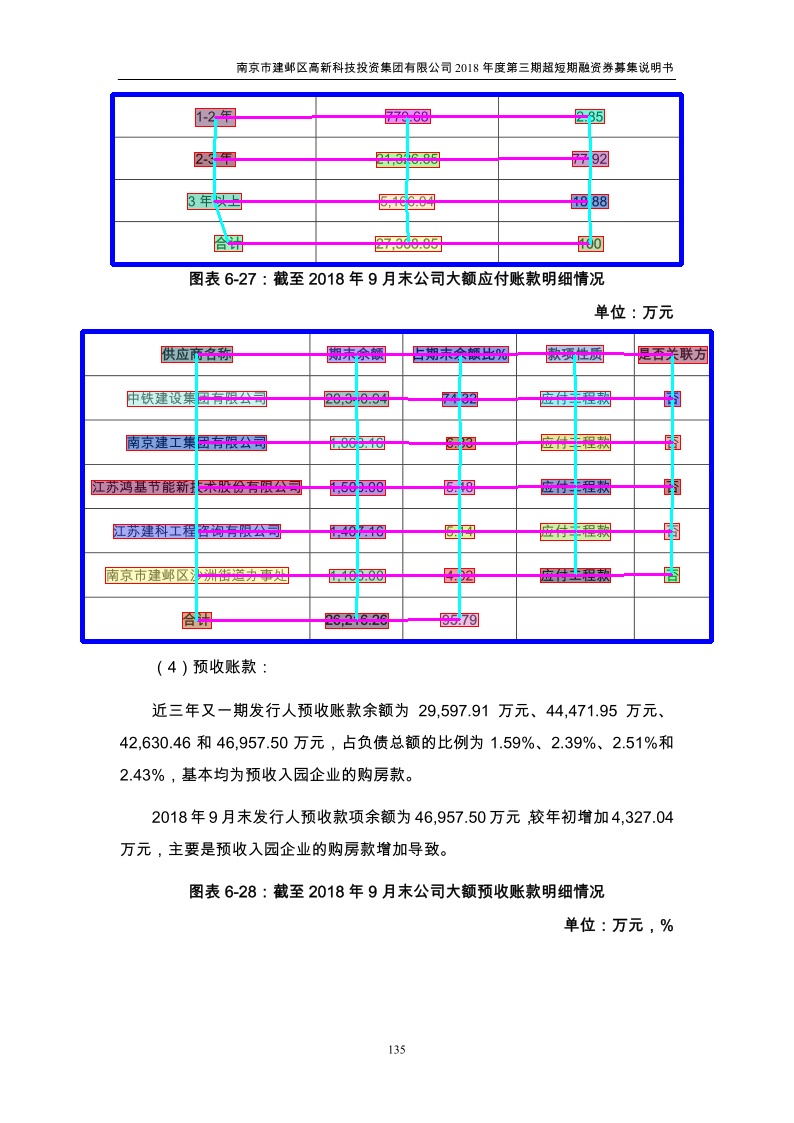 南京市建邺区高新科技投资集团有限公司 2018 年度第三期超短期融资券募集说明书
1-2 年 779.68 2.85
2-3 年 21,326.85 77.92
3 年以上 5,166.04 18.88
合计 27,368.85 100
图表 6-27：截至 2018 年 9 月末公司大额应付账款明细情况
单位：万元
供应商名称 期末余额 占期末余额比% 款项性质 是否关联方
中铁建设集团有限公司 20,340.94 74.32 应付工程款 否
南京建工集团有限公司 1,868.16 6.83 应付工程款 否
江苏鸿基节能新技术股份有限公司 1,500.00 5.48 应付工程款 否
江苏建科工程咨询有限公司 1,407.16 5.14 应付工程款 否
南京市建邺区沙洲街道办事处 1,100.00 4.02 应付工程款 否
合计 26,216.26 95.79
（4）预收账款：
近三年又一期发行人预收账款余额为 29,597.91 万元、44,471.95 万元、
42,630.46 和 46,957.50 万元，占负债总额的比例为 1.59%、2.39%、2.51%和
2.43%，基本均为预收入园企业的购房款。
2018 年 9 月末发行人预收款项余额为 46,957.50 万元，较年初增加 4,327.04
万元，主要是预收入园企业的购房款增加导致。
图表 6-28：截至 2018 年 9 月末公司大额预收账款明细情况
单位：万元，%
135